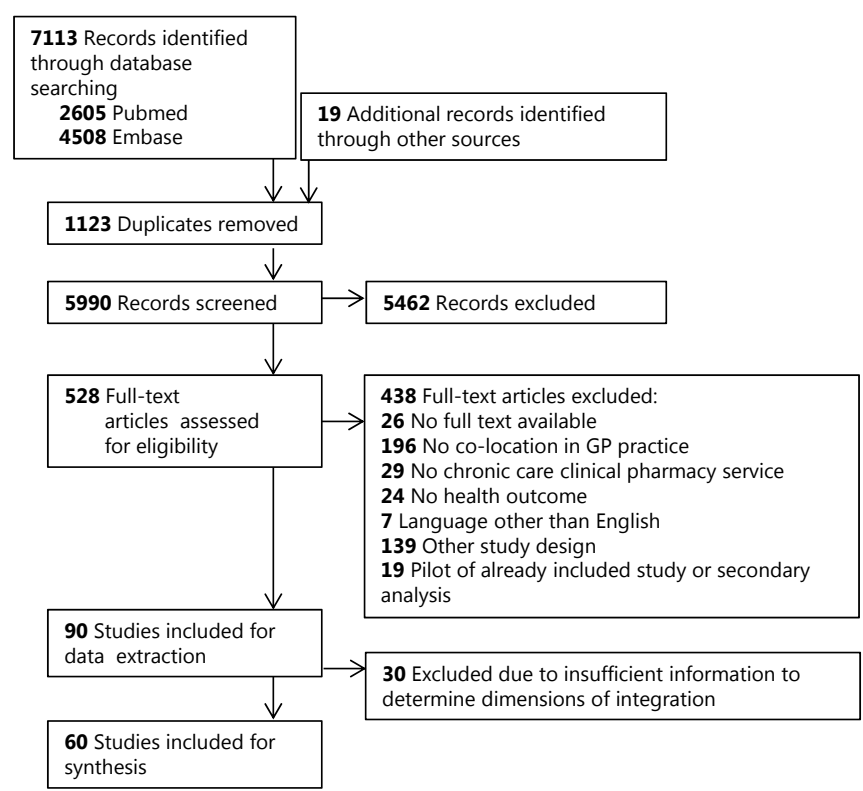 7113 Records identified
through database
searching
2605 Pubmed
4508 Embase
19 Additional records identified
through other sources
1123 Duplicates removed
5990 Records screened
5462 Records excluded
528 Full-text
articles assessed
for eligibility
438 Full-text articles excluded:
26 No full text available
196 No co-location in GP practice
29 No chronic care clinical pharmacy service
24 No health outcome
7 Language other than English
139 Other study design
19 Pilot of already included study or secondary
analysis
90 Studies included for
data extraction
30 Excluded due to insufficient information to
determine dimensions of integration
60 Studies included for
synthesis